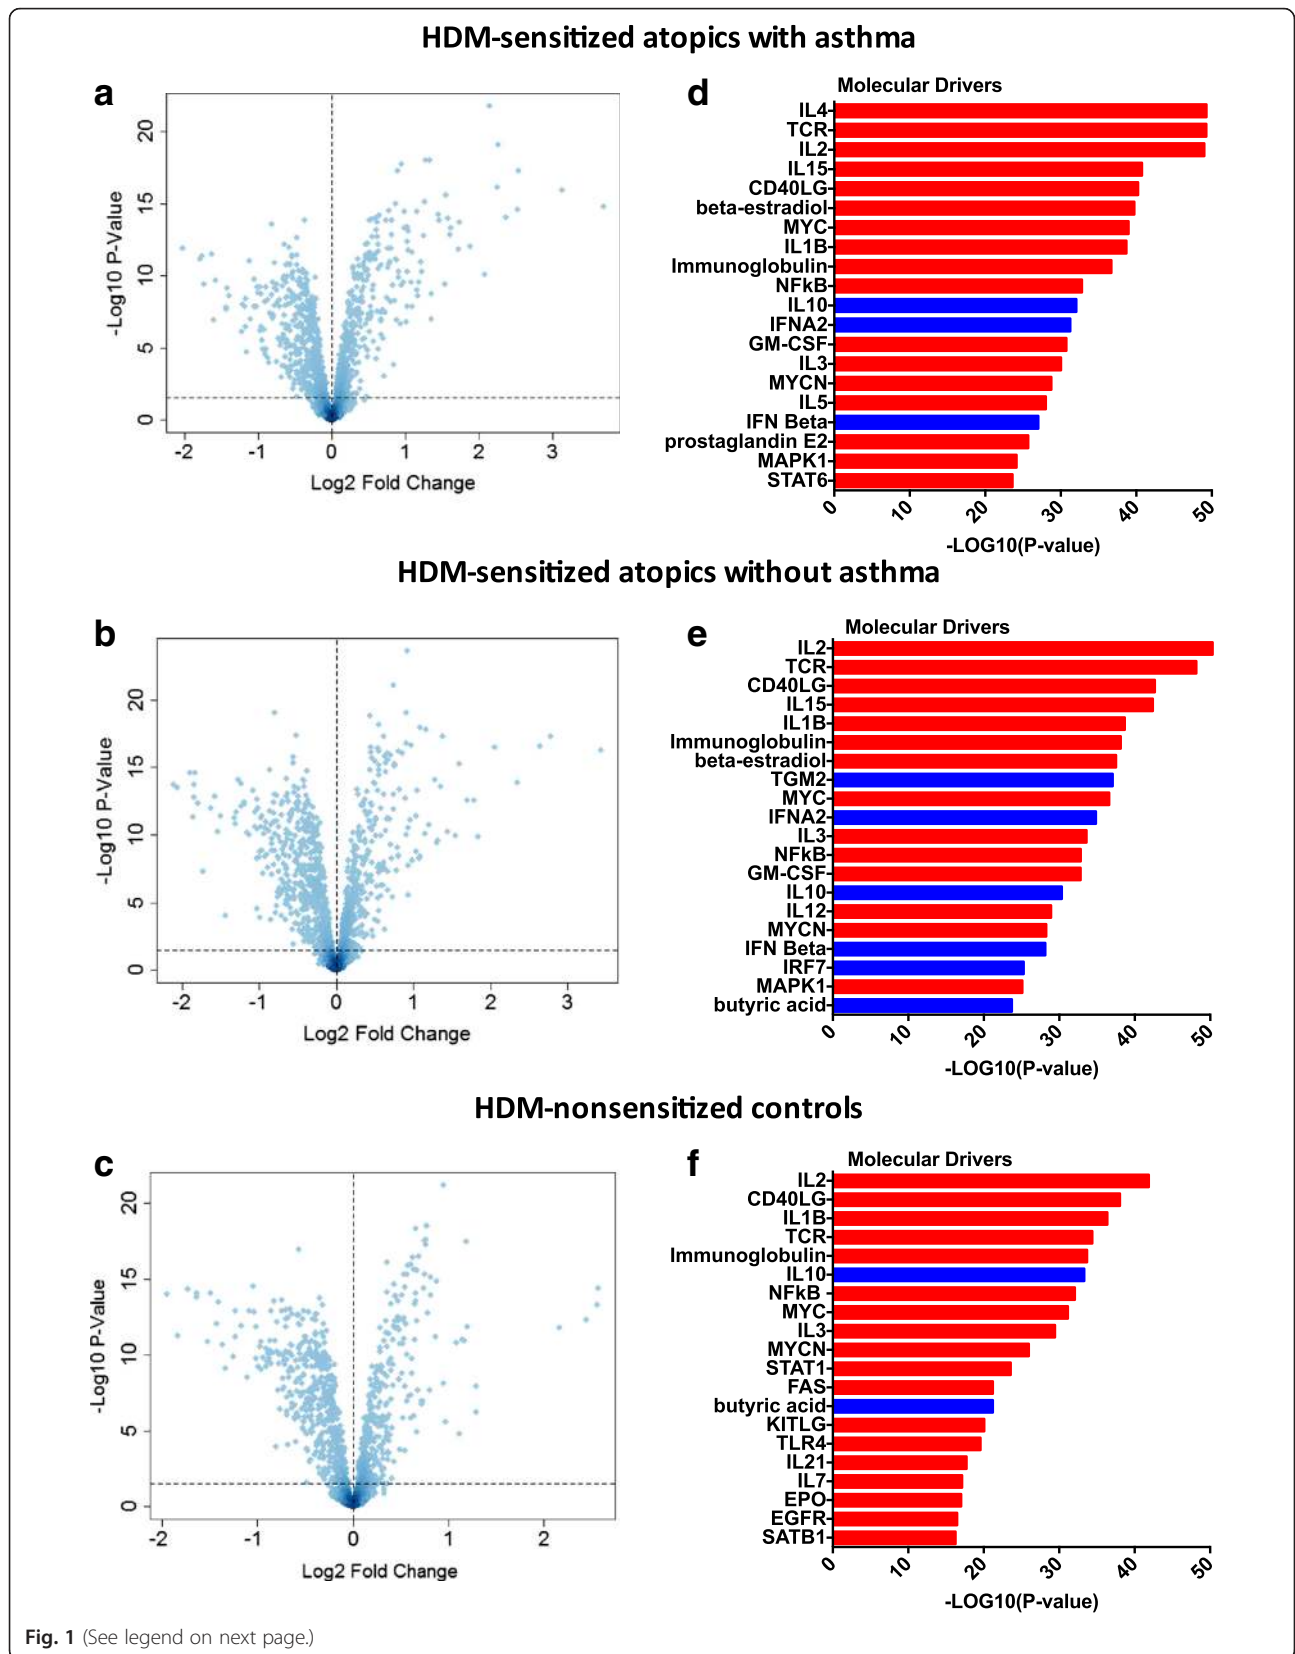 HDM-sensitized atopics with asthma
a
-Log10 P-Value
20
15
10
5
0
-2 -1 0 1 2 3
Log2 Fold Change
d
Molecular Drivers
IL4
TCR
IL2
IL15
CD40LG
beta-estradiol
MYC
IL1B
Immunoglobulin
NFkB
IL10
IFNA2
GM-CSF
IL3
MYCN
IL5
IFN Beta
prostaglandin E2
MAPK1
STAT6
0 10 20 30 40 50
-LOG10(P-value)
HDM-sensitized atopics without asthma
b
-Log10 P-Value
20
15
10
5
0
-2 -1 0 1 2 3
Log2 Fold Change
e
Molecular Drivers
IL2
TCR
CD40LG
IL15
IL1B
Immunoglobulin
beta-estradiol
TGM2
MYC
IFNA2
IL3
NFkB
GM-CSF
IL10
IL12
MYCN
IFN Beta
IRF7
MAPK1
butyric acid
0 10 20 30 40 50
-LOG10(P-value)
HDM-nonsensitized controls
c
-Log10 P-Value
20
15
10
5
0
-2 -1 0 1 2
Log2 Fold Change
f
Molecular Drivers
IL2
CD40LG
IL1B
TCR
Immunoglobulin
IL10
NFkB
MYC
IL3
MYCN
STAT1
FAS
butyric acid
KITLG
TLR4
IL21
IL7
EPO
EGFR
SATB1
0 10 20 30 40 50
-LOG10(P-value)
Fig. 1 (See legend on next page.)